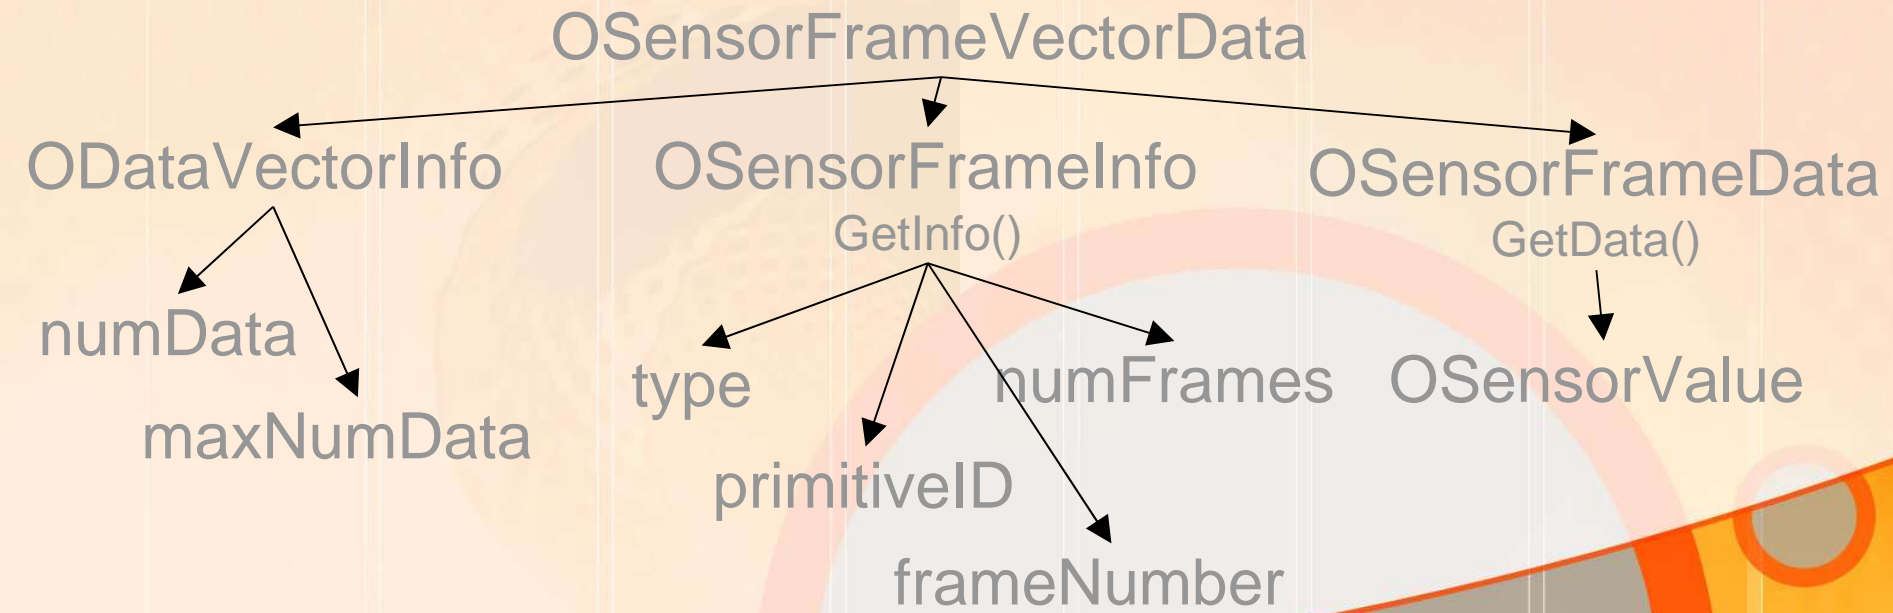 OSensorFrameVectorData
ODataVectorInfo
OSensorFrameInfo
OSensorFrameData
GetInfo()
GetData()
numData
type
numFrames
OSensorValue
maxNumData
primitiveID
frameNumber